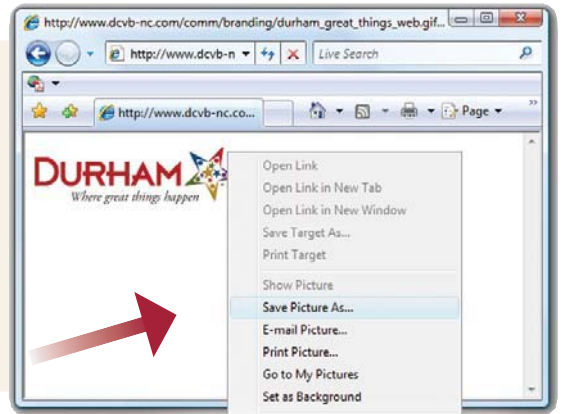 http://www.dcvb-nc.com/comm/branding/durham_great_things_web.gif...
http://www.dcvb-n
Live Search
http://www.dcvb-nc.co...
Page
DURHAM
Where great things happen
Open Link
Open Link in New Tab
Open Link in New Window
Save Target As...
Print Target
Show Picture
Save Picture As...
E-mail Picture...
Print Picture...
Go to My Pictures
Set as Background